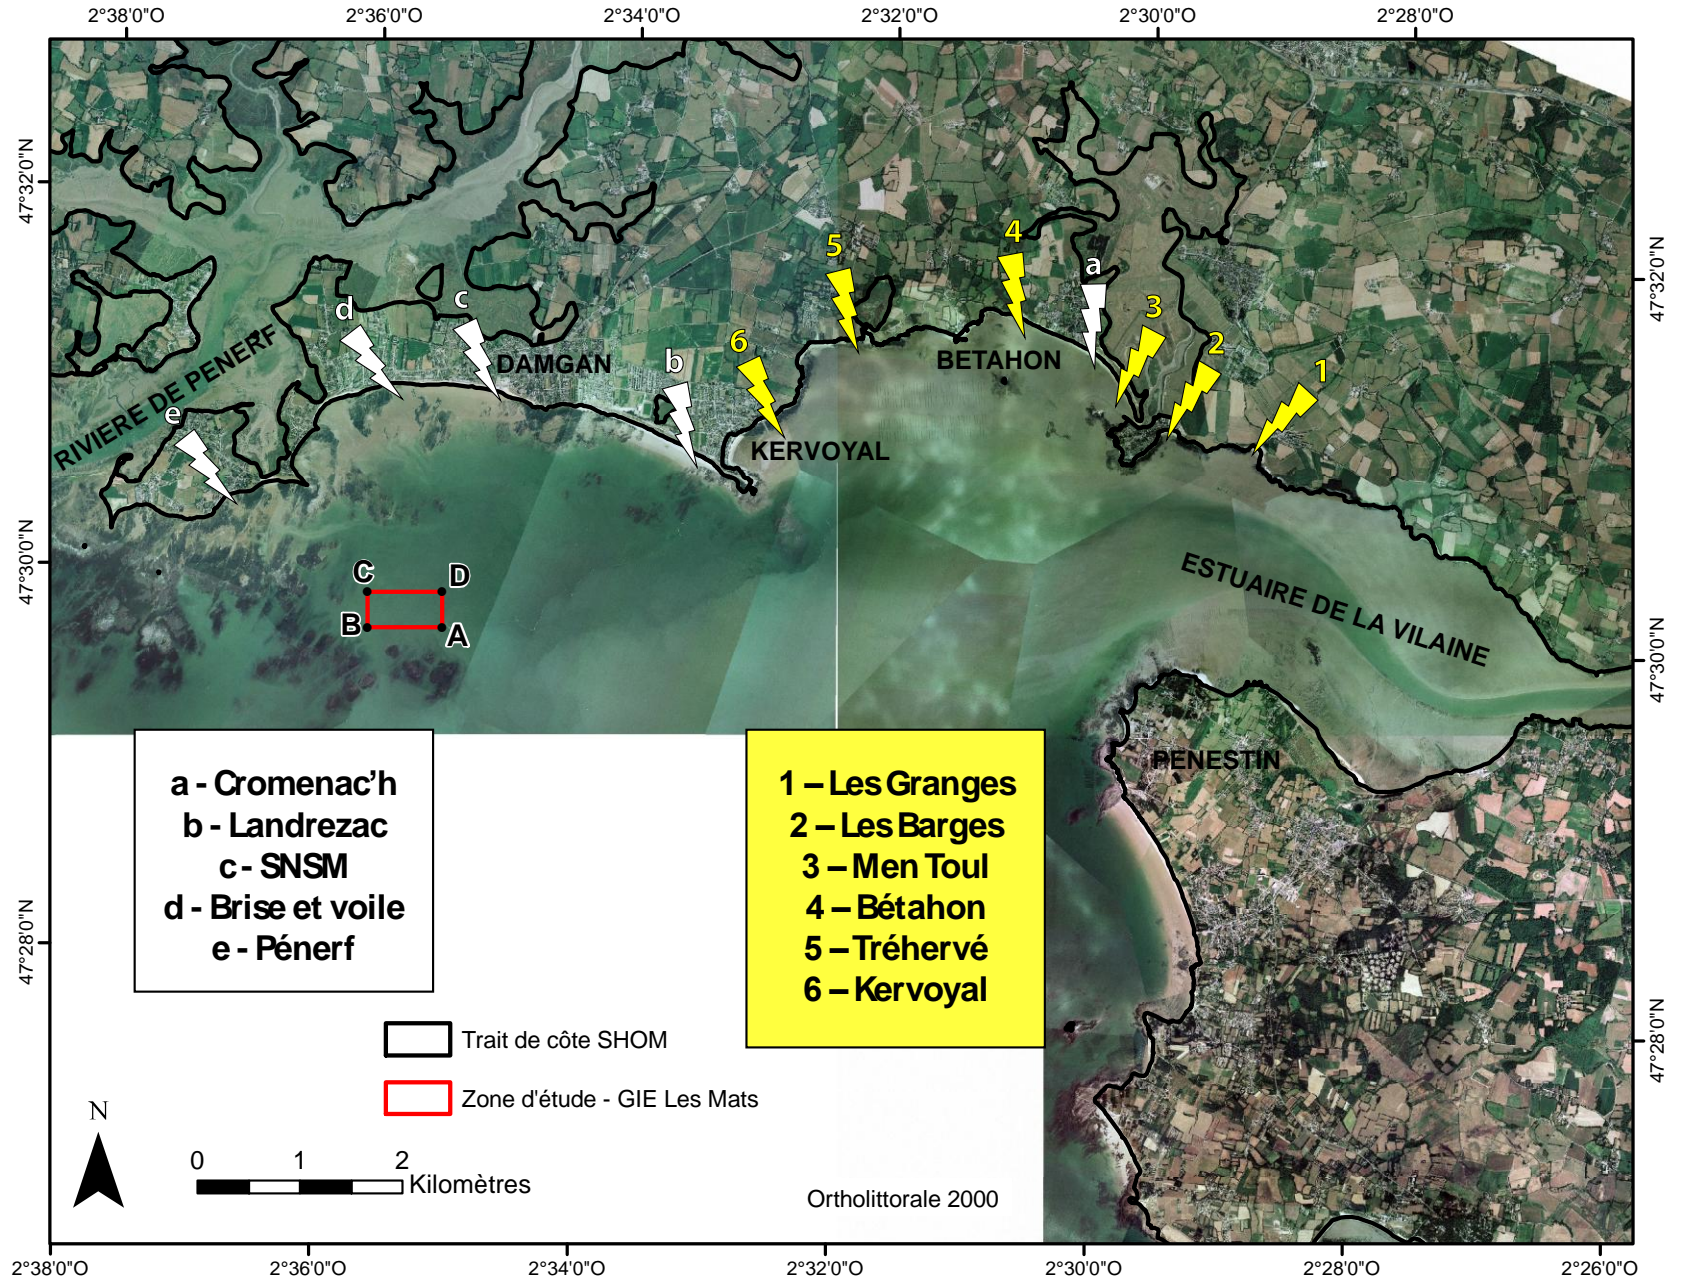 2°38'0"O 2°36'0"O 2°34'0"O 2°32'0"O 2°30'0"O 2°28'0"O
47°32'0"N
47°30'0"N
47°28'0"N
47°32'0"N
47°30'0"N
47°28'0"N
4
5
a
3
c
d
6
2
b
1
e
DAMGAN
BETAHON
RIVIERE DE PENERF
KERVOYAL
ESTUAIRE DE LA VILAINE
C
D
B
A
PENESTIN
a - Cromenac'h
b - Landrezac
c - SNSM
d - Brise et voile
e - Pénerf
1 – Les Granges
2 – Les Barges
3 – Men Toul
4 – Bétahon
5 – Tréhervé
6 – Kervoyal
Trait de côte SHOM
Zone d'étude - GIE Les Mats
N
0 1 2
Kilomètres
Ortholittorale 2000
2°38'0"O 2°36'0"O 2°34'0"O 2°32'0"O 2°30'0"O 2°28'0"O 2°26'0"O